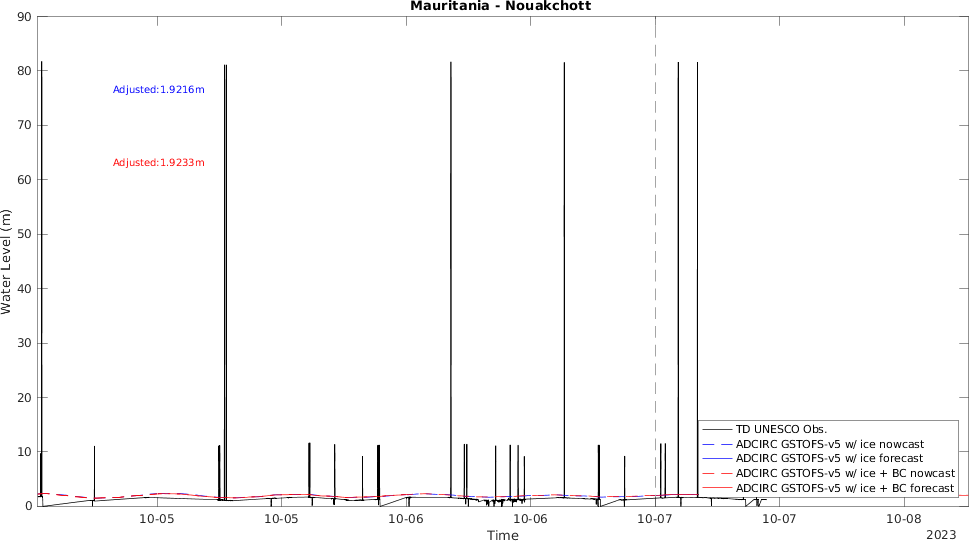 Mauritania - Nouakchott
90
80
70
60
50
40
30
20
10
0
Water Level (m)
Adjusted:1.9216m
Adjusted:1.9233m
TD UNESCO Obs.
ADCIRC GSTOFS-v5 w/ ice nowcast
ADCIRC GSTOFS-v5 w/ ice forecast
ADCIRC GSTOFS-v5 w/ ice + BC nowcast
ADCIRC GSTOFS-v5 w/ ice + BC forecast
10-05 10-05 10-06 10-06 10-07 10-07 10-08
Time
2023